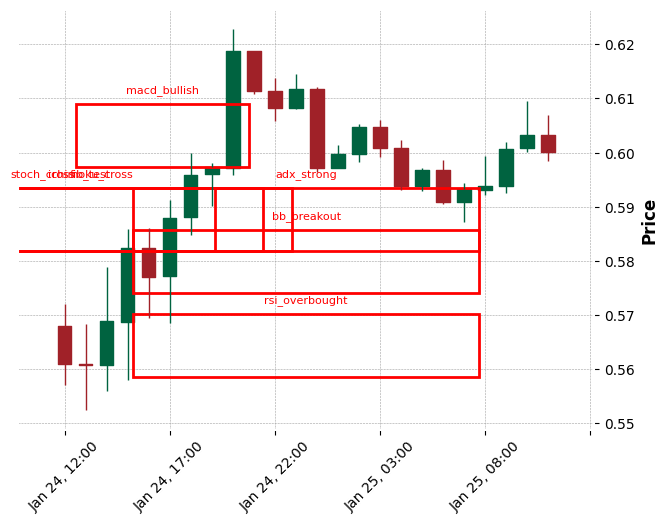 0.62
macd_bullish
0.61
0.60
adx_strong
0.59
bb_breakout
Price
0.58
rsi_overbought
0.57
0.56
0.55
Jan 24, 12:00
Jan 24, 17:00
Jan 24, 22:00
Jan 25, 03:00
Jan 25, 08:00